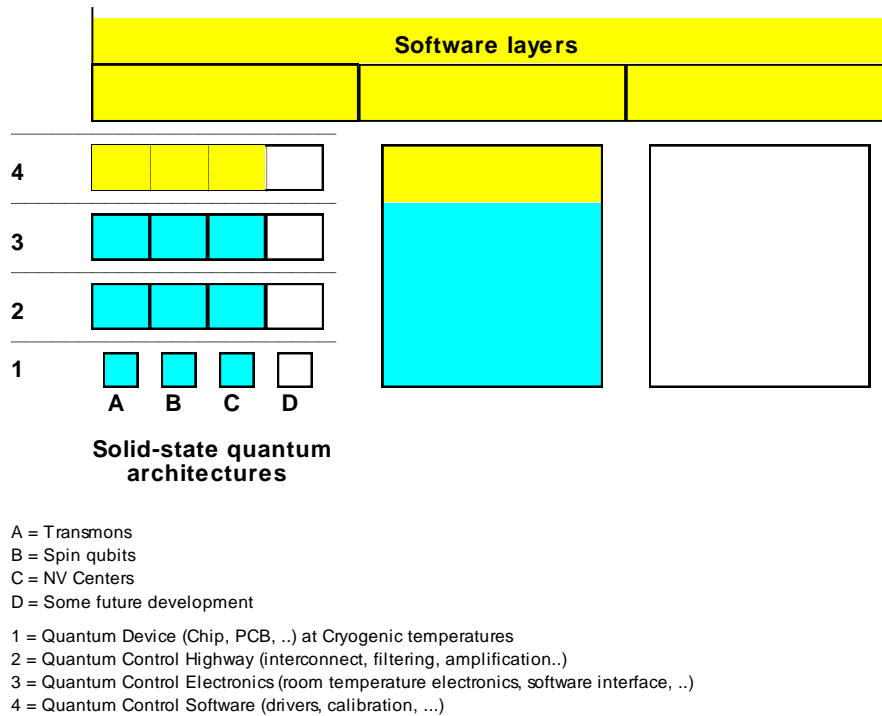 Software layers
4
3
2
1
A B C D
Solid-state quantum
architectures
A = Transmons
B = Spin qubits
C = NV Centers
D = Some future development
1 = Quantum Device (Chip, PCB, ..) at Cryogenic temperatures
2 = Quantum Control Highway (interconnect, filtering, amplification..)
3 = Quantum Control Electronics (room temperature electronics, software interface, ..)
4 = Quantum Control Software (drivers, calibration, ...)